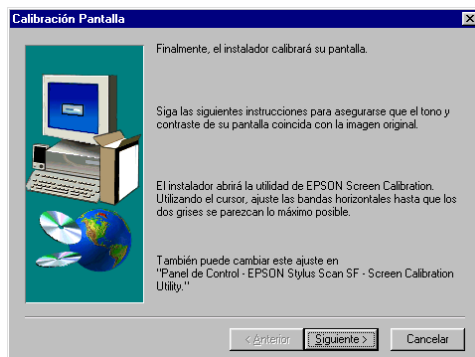 Calibración Pantalla
Finalmente, el instalador calibrará su pantalla.
Siga las siguientes instrucciones para asegurarse que el tono y
contraste de su pantalla coincida con la imagen original.
El instalador abrirá la utilidad de EPSON Screen Calibration.
Utilizando el cursor, ajuste las bandas horizontales hasta que los
dos grises se parezcan lo máximo posible.
También puede cambiar este ajuste en
"Panel de Control - EPSON Stylus Scan SF - Screen Calibration
Utility."
< Anterior Siguiente > Cancelar